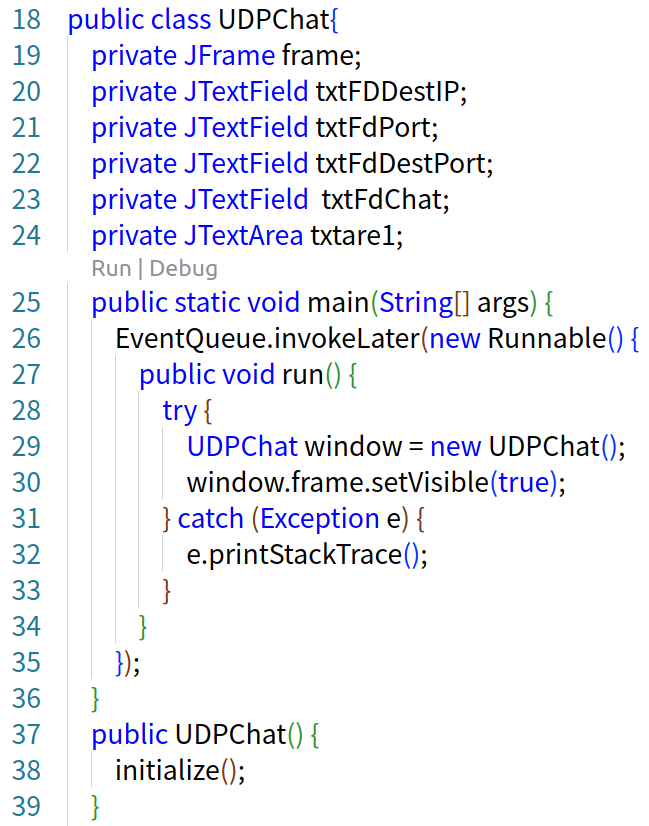 18 public class UDPChat{
19 private JFrame frame;
20 private JTextField txtFDDestIP;
21 private JTextField txtFdPort;
22 private JTextField txtFdDestPort;
23 private JTextField  txtFdChat;
24 private JTextArea txtare1;
Run | Debug
25 public static void main(String[] args) {
26 EventQueue.invokeLater(new Runnable() {
27 public void run() {
28 try {
29 UDPChat window = new UDPChat();
30 window.frame.setVisible(true);
31 } catch (Exception e) {
32 e.printStackTrace();
33 }
34 }
35 });
36 }
37 public UDPChat() {
38 initialize();
39 }